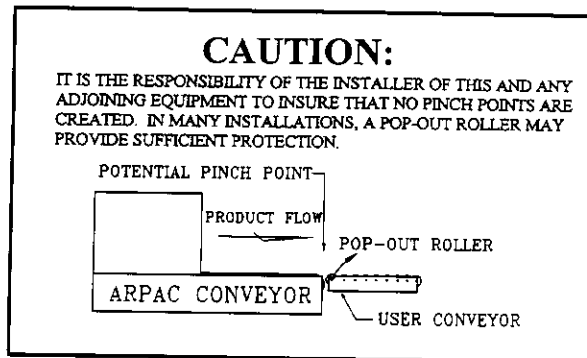 CAUTION:
IT IS THE RESPONSIBILITY OF THE INSTALLER OF THIS AND ANY
ADJOINING EQUIPMENT TO INSURE THAT NO PINCH POINTS ARE
CREATED. IN MANY INSTALLATIONS, A POP-OUT ROLLER MAY
PROVIDE SUFFICIENT PROTECTION.
POTENTIAL PINCH POINT
PRODUCT FLOW
POP-OUT ROLLER
ARPAC CONVEYOR
USER CONVEYOR